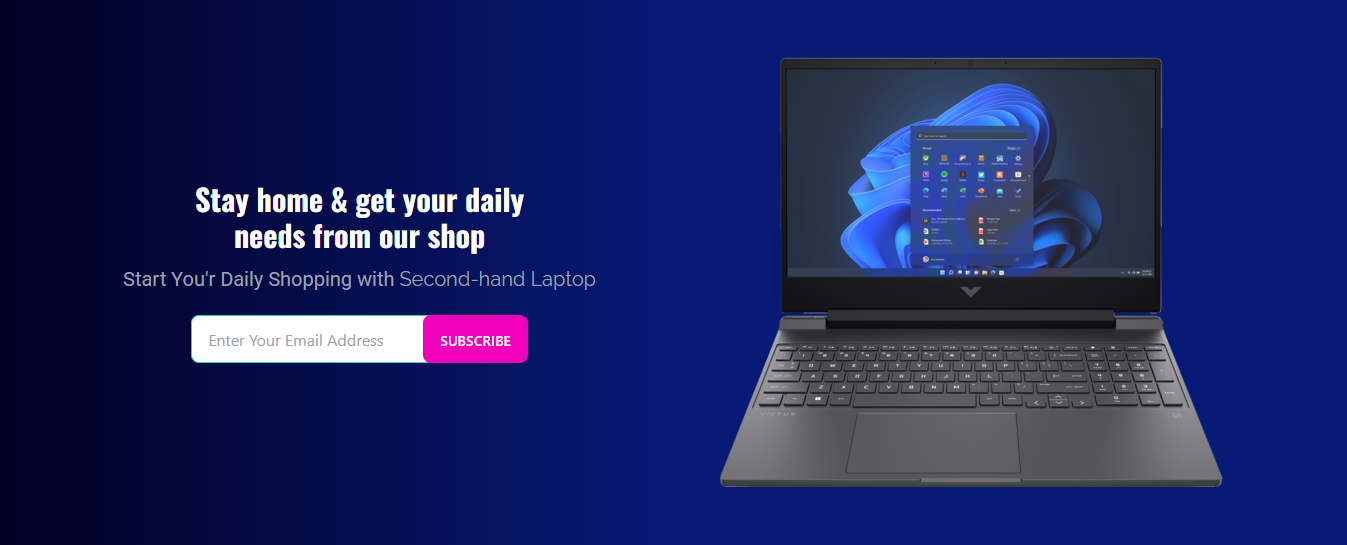 Stay home & get your daily
needs from our shop
Start You'r Daily Shopping with Second-hand Laptop
Enter Your Email Address
SUBSCRIBE
VICTUS